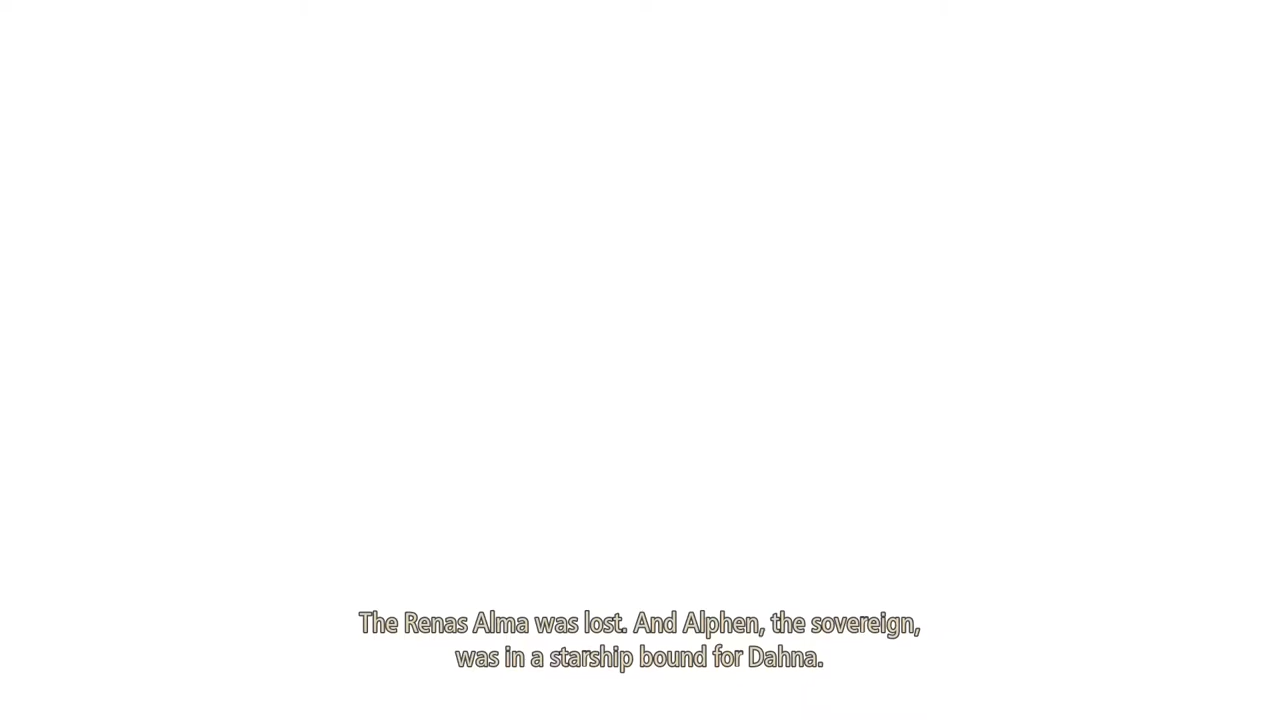 The Renas Alma was lost. And Alphen, the sovereign,
was in a starship bound for Dahna.